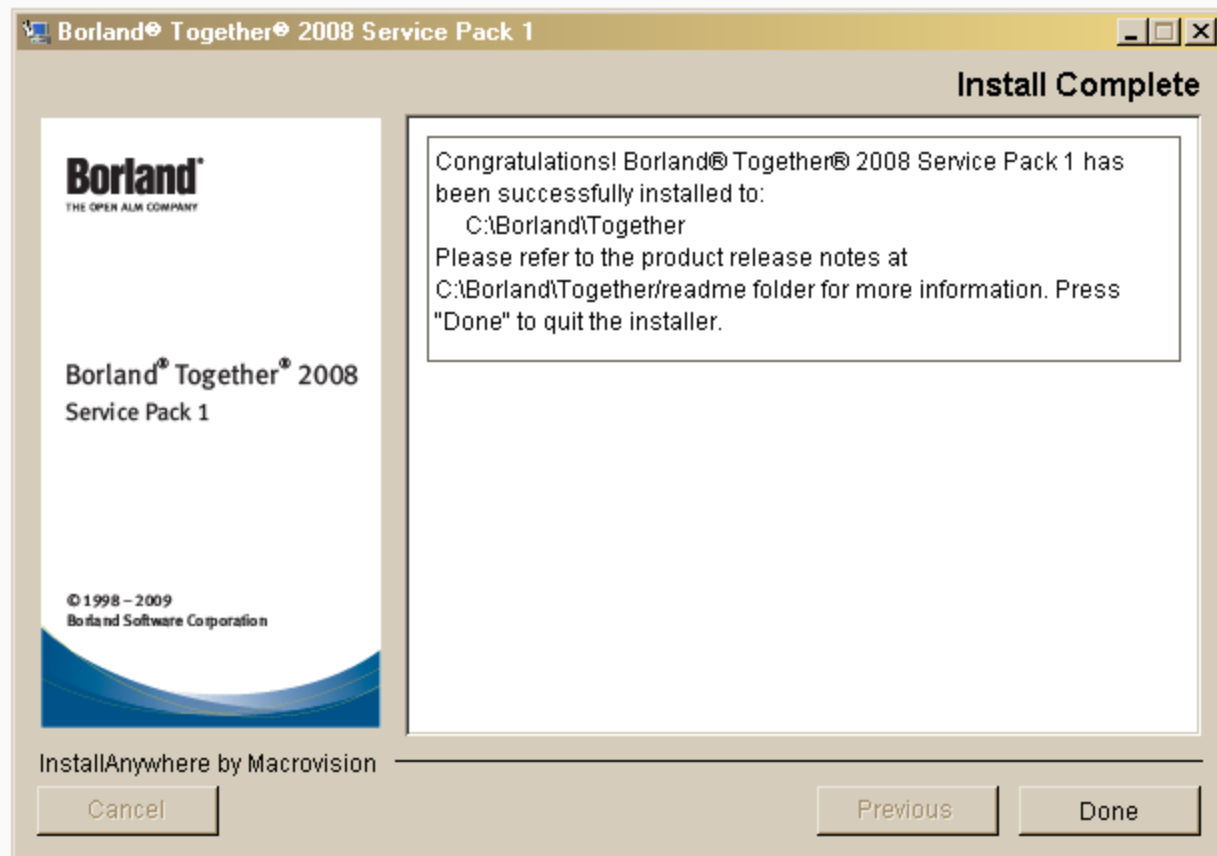 Borland® Together® 2008 Service Pack 1
Install Complete
Borland®
THE OPEN ALM COMPANY
Borland® Together® 2008
Service Pack 1
© 1998 – 2009
Borland Software Corporation
Congratulations! Borland® Together® 2008 Service Pack 1 has
been successfully installed to:
C:\Borland\Together
Please refer to the product release notes at
C:\Borland\Together/readme folder for more information. Press
"Done" to quit the installer.
InstallAnywhere by Macrovision
Cancel
Previous
Done